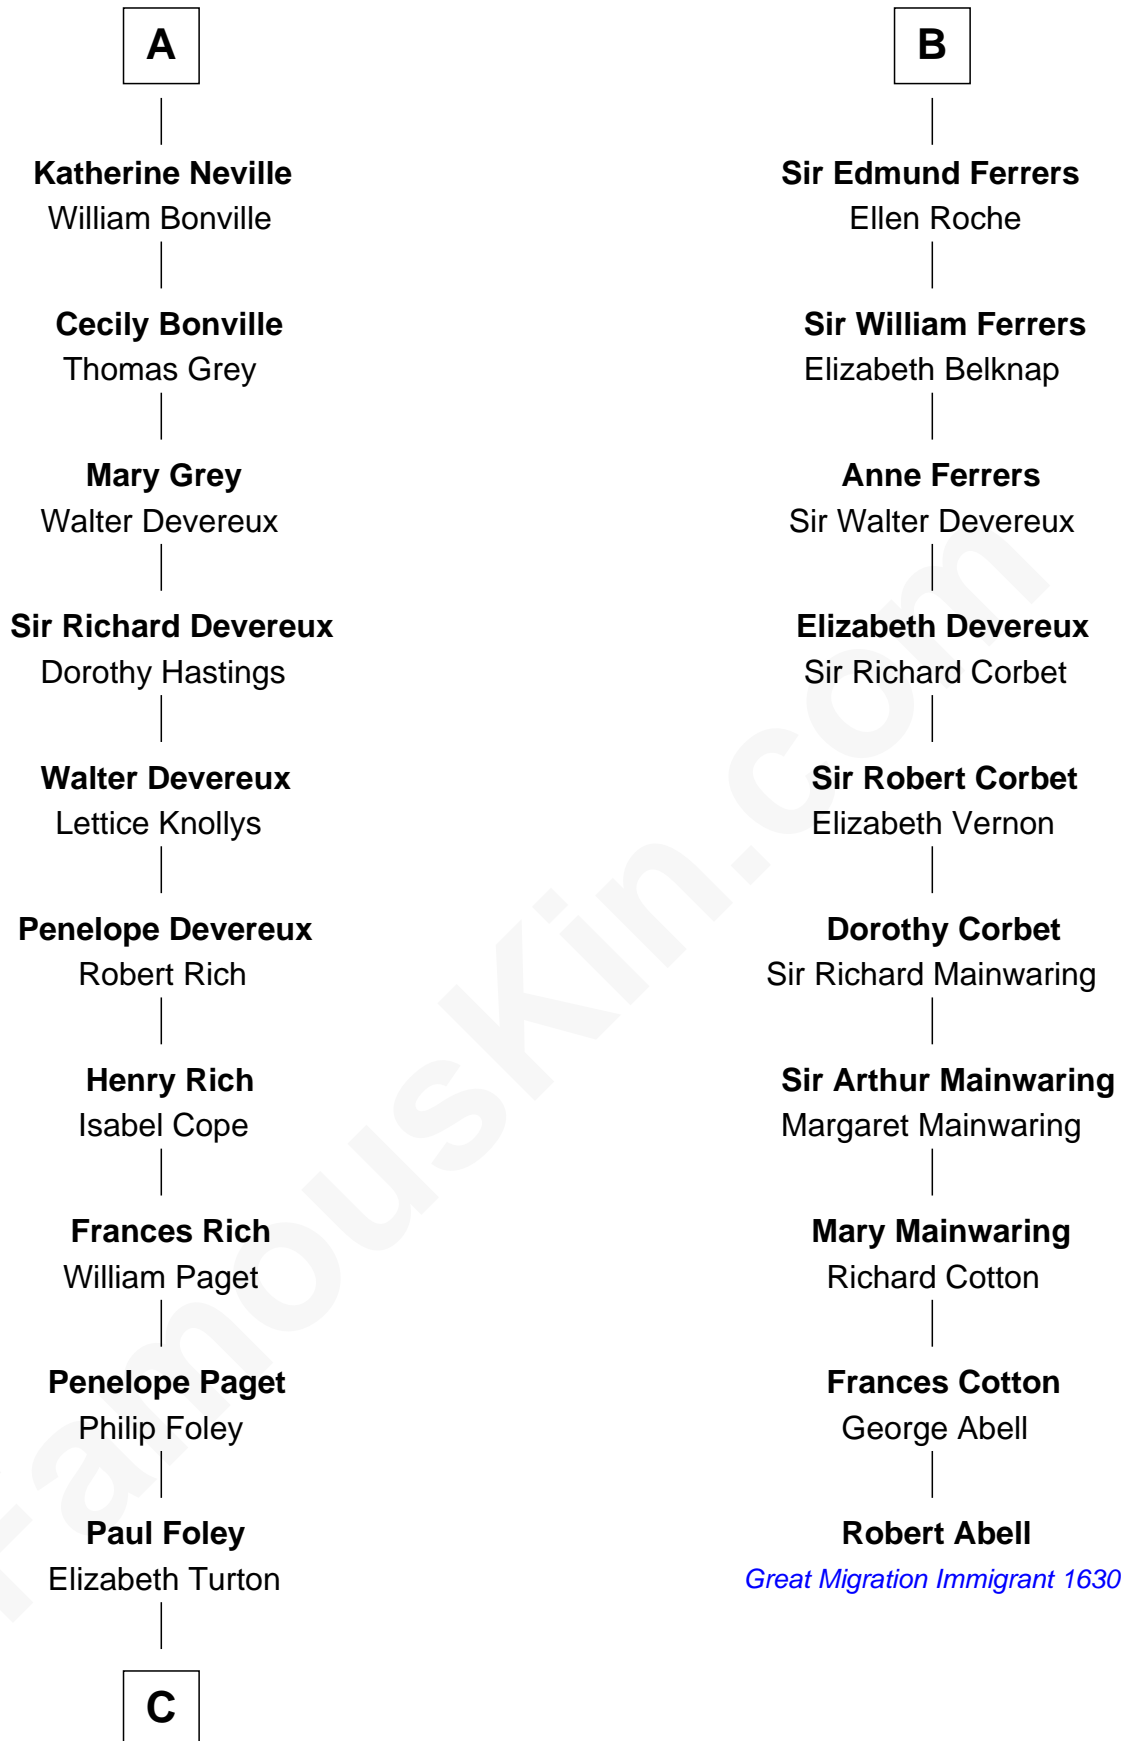 A
Katherine Neville
William Bonville
Cecily Bonville
Thomas Grey
Mary Grey
Walter Devereux
Sir Richard Devereux
Dorothy Hastings
Walter Devereux
Lettice Knollys
Penelope Devereux
Robert Rich
Henry Rich
Isabel Cope
Frances Rich
William Paget
Penelope Paget
Philip Foley
Paul Foley
Elizabeth Turton
C
B
Sir Edmund Ferrers
Ellen Roche
Sir William Ferrers
Elizabeth Belknap
Anne Ferrers
Sir Walter Devereux
Elizabeth Devereux
Sir Richard Corbet
Sir Robert Corbet
Elizabeth Vernon
Dorothy Corbet
Sir Richard Mainwaring
Sir Arthur Mainwaring
Margaret Mainwaring
Mary Mainwaring
Richard Cotton
Frances Cotton
George Abell
Robert Abell
Great Migration Immigrant 1630
FamousKin.com